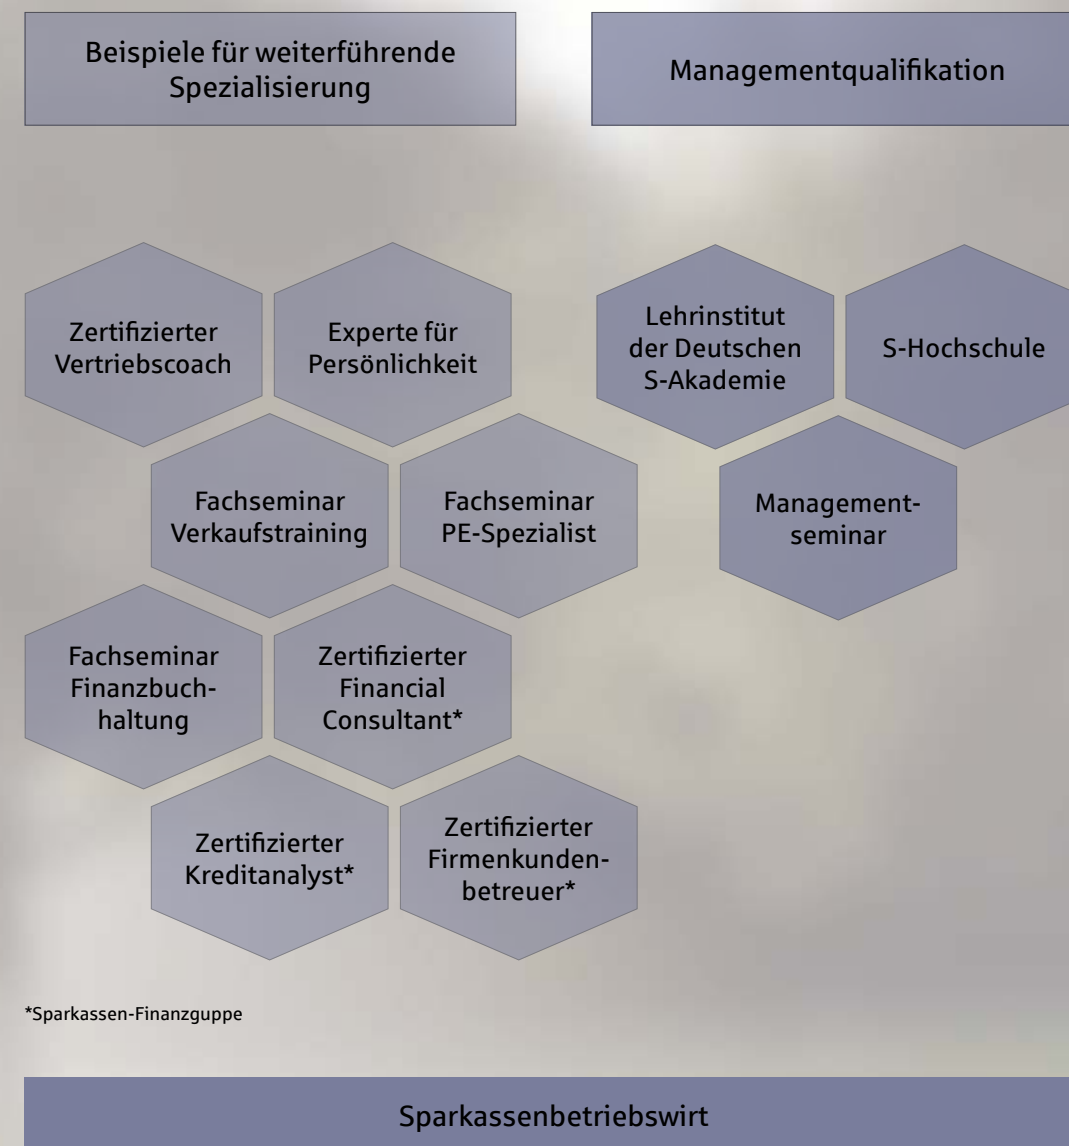 Beispiele für weiterführende
Spezialisierung
Managementqualifikation
Zertifizierter
Vertriebscoach
Experte für
Persönlichkeit
Lehrinstitut
der Deutschen
S-Akademie
S-Hochschule
Fachseminar
Verkaufstraining
Fachseminar
PE-Spezialist
Management-
seminar
Fachseminar
Finanzbuch-
haltung
Zertifizierter
Financial
Consultant*
Zertifizierter
Kreditanalyst*
Zertifizierter
Firmenkunden-
betreuer*
*Sparkassen-Finanzguppe
Sparkassenbetriebswirt